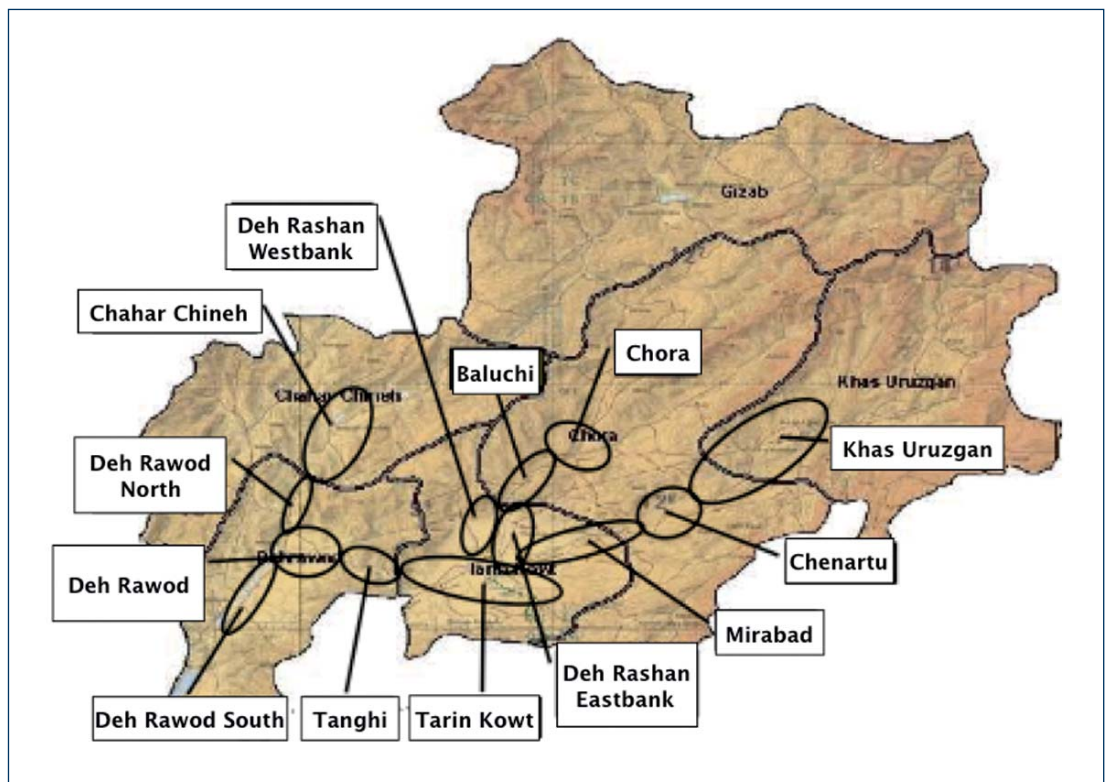 Gizab
Deh Rashan
Westbank
Chahar Chineh
Baluchi
Chora
Khas Uruzgan
Chahar Chineh
Chora
Khas Uruzgan
Deh Rawod
North
Deh Rawod
Chenartu
Mirabad
Deh Rashan
Eastbank
Deh Rawod South
Tanghi
Tarin Kowt